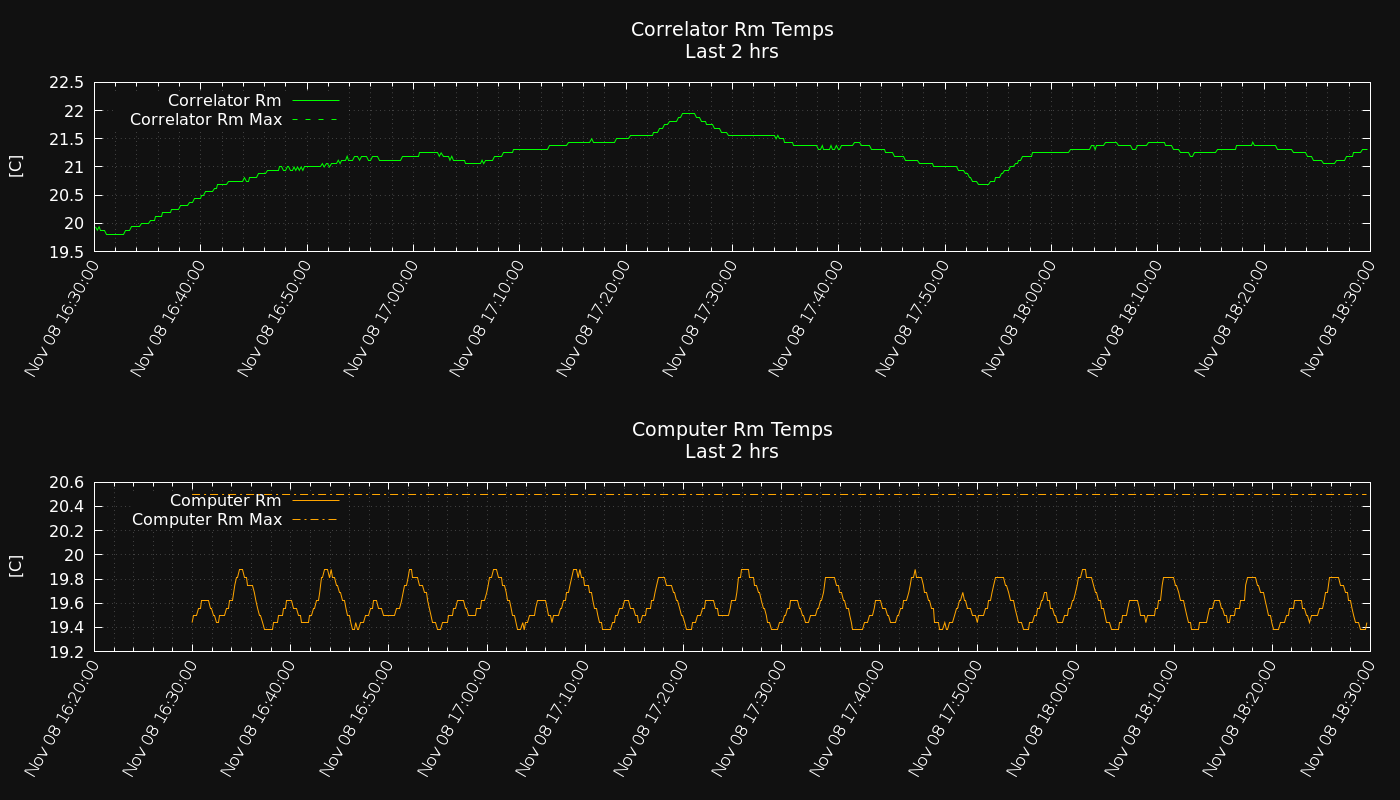 Correlator Rm Temps
Last 2 hrs
22.5
22
21.5
21
20.5
20
19.5
[C]
Correlator Rm
Correlator Rm Max
Nov 08 16:30:00
Nov 08 16:40:00
Nov 08 16:50:00
Nov 08 17:00:00
Nov 08 17:10:00
Nov 08 17:20:00
Nov 08 17:30:00
Nov 08 17:40:00
Nov 08 17:50:00
Nov 08 18:00:00
Nov 08 18:10:00
Nov 08 18:20:00
Nov 08 18:30:00
Computer Rm Temps
Last 2 hrs
20.6
20.4
20.2
20
19.8
19.6
19.4
19.2
[C]
Computer Rm
Computer Rm Max
Nov 08 16:20:00
Nov 08 16:30:00
Nov 08 16:40:00
Nov 08 16:50:00
Nov 08 17:00:00
Nov 08 17:10:00
Nov 08 17:20:00
Nov 08 17:30:00
Nov 08 17:40:00
Nov 08 17:50:00
Nov 08 18:00:00
Nov 08 18:10:00
Nov 08 18:20:00
Nov 08 18:30:00